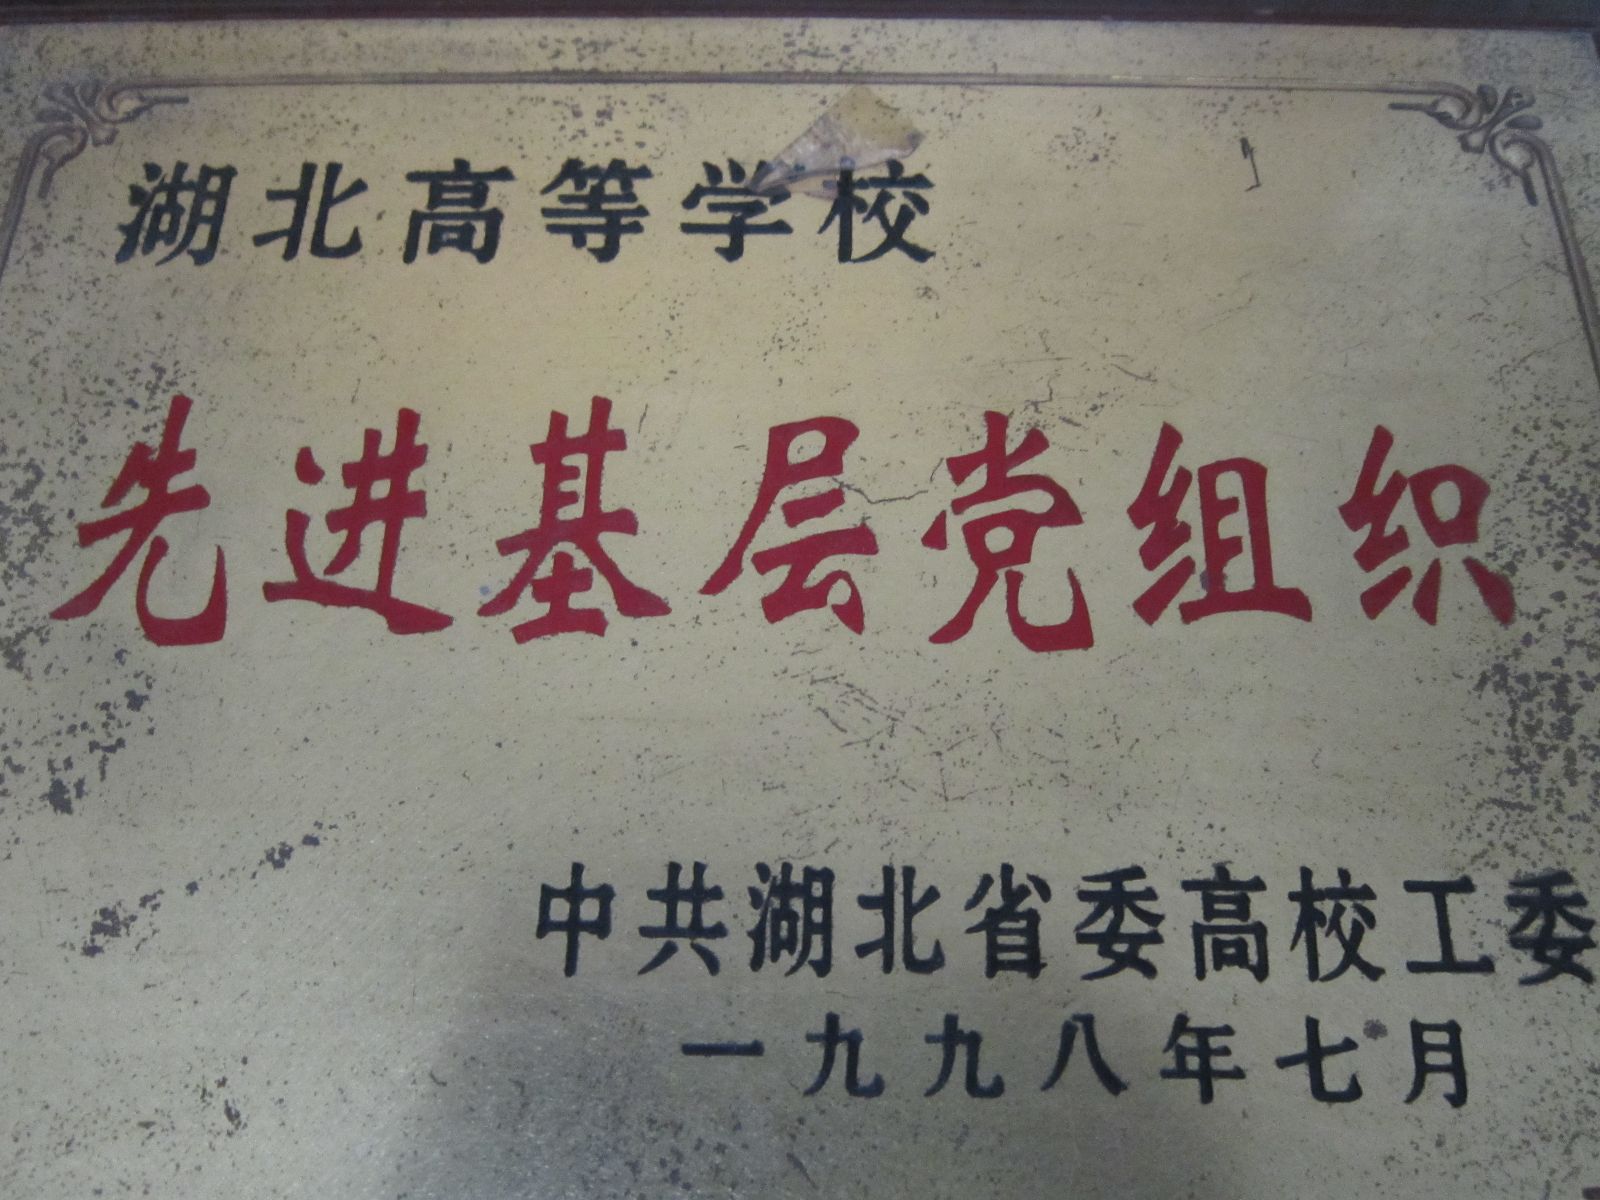 湖北高等学校
先进基层党组织
中共湖北省委高校工委
一九九八年七月